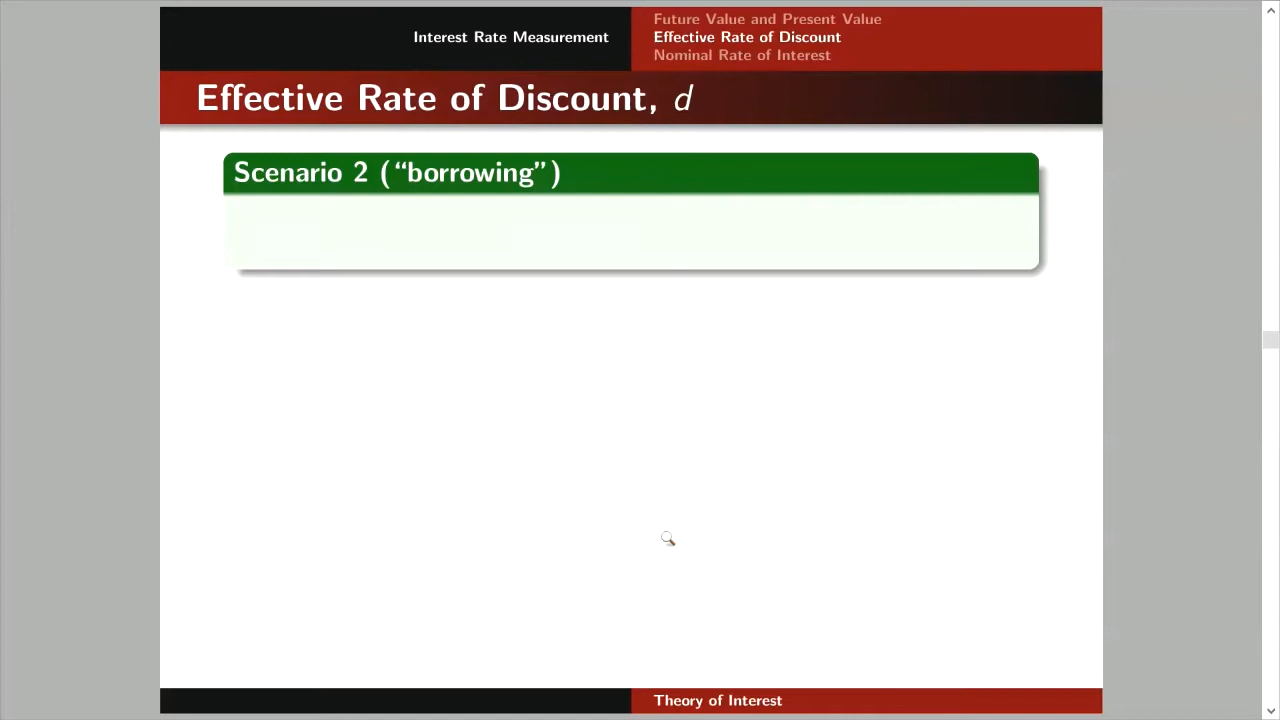 Interest Rate Measurement
Future Value and Present Value
Effective Rate of Discount
Nominal Rate of Interest
Effective Rate of Discount, d
Scenario 2 (“borrowing”)
Theory of Interest